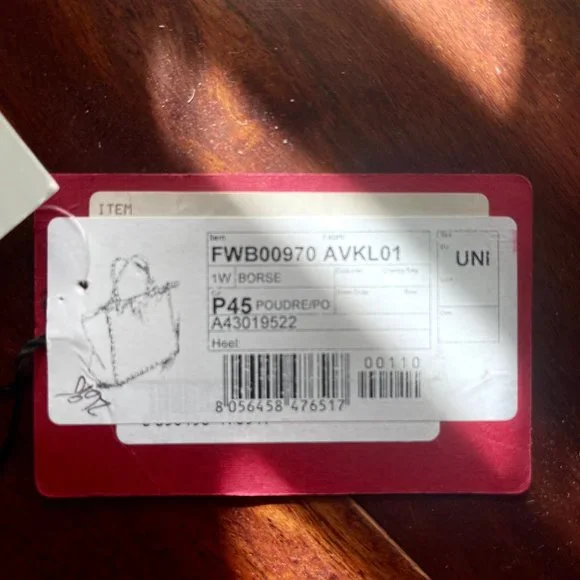 ITEM
Item
FWB00970 AVKL01
UNI
1W BORSE
P45 POUDRE/PO
A43019522
Heel:
00110
8 056458 476517